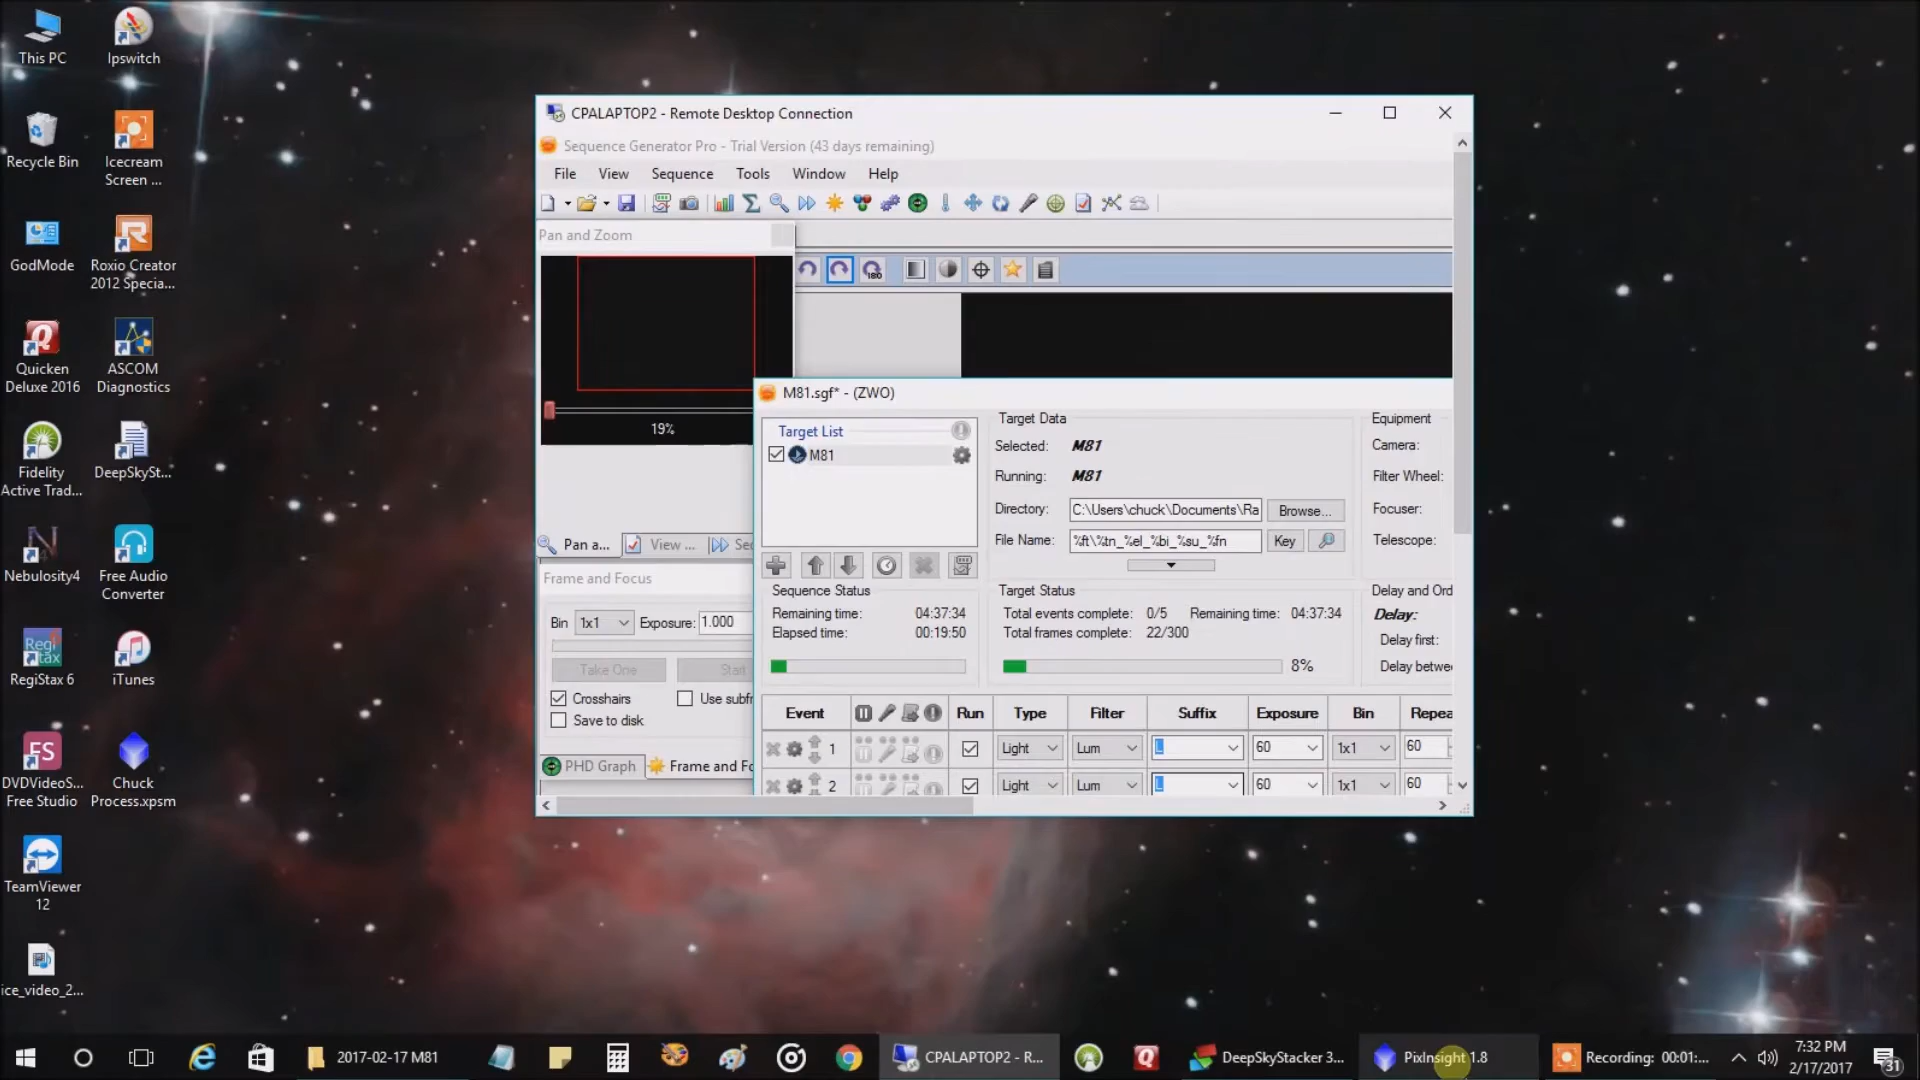 This PC
Ipswitch
Recycle Bin
Icecream
Screen ...
GodMode
Roxio Creator
2012 Specia...
Quicken
Deluxe 2016
ASCOM
Diagnostics
Fidelity
Active Trad...
DeepSkySt...
Nebulosity4
Free Audio
Converter
RegiStax 6
iTunes
DVDVideoS...
Free Studio
Chuck
Process.xpsm
TeamViewer
12
ice_video_2...
CPALAPTOP2 - Remote Desktop Connection
Sequence Generator Pro - Trial Version (43 days remaining)
File View Sequence Tools Window Help
Pan and Zoom
19%
Pan a... View ... Se
Frame and Focus
Bin 1x1 Exposure: 1.000
Take One Start
Crosshairs Use subfr
Save to disk
PHD Graph Frame and Fo
M81.sgf* - (ZWO)
Target List
M81
Target Data
Selected: M81
Running: M81
Directory: C:\Users\chuck\Documents\Ra Browse...
File Name: %ft\%tn_%el_%bi_%su_%fn Key
Equipment
Camera:
Filter Wheel:
Focuser:
Telescope:
Sequence Status
Remaining time: 04:37:34
Elapsed time: 00:19:50
Target Status
Total events complete: 0/5 Remaining time: 04:37:34
Total frames complete: 22/300
8%
Delay and Ord
Delay:
Delay first:
Delay betwee
Event Run Type Filter Suffix Exposure Bin Repea
1 Light Lum L 60 1x1 60
2 Light Lum L 60 1x1 60
2017-02-17 M81
CPALAPTOP2 - R...
DeepSkyStacker 3...
PixInsight 1.8
Recording: 00:01:...
7:32 PM
2/17/2017
31